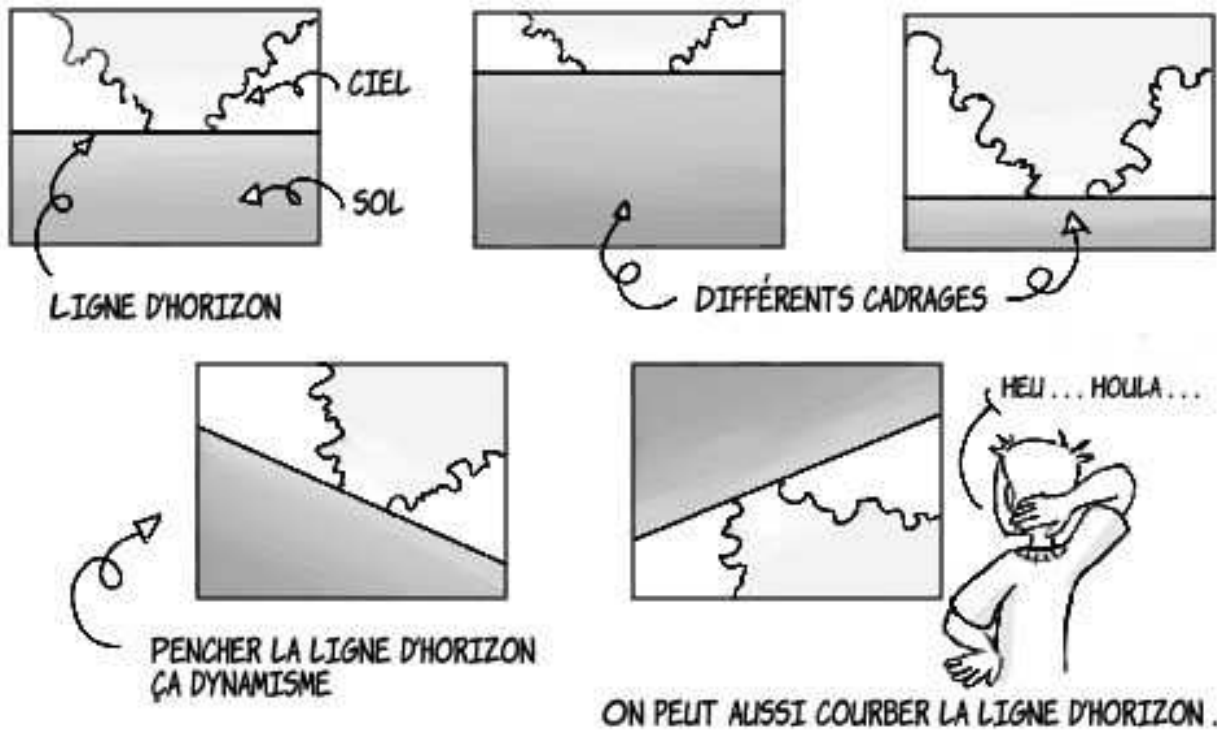 CIEL
SOL
LIGNE D'HORIZON
DIFFÉRENTS CADRAGES
HEU... HOULA...
PENCHER LA LIGNE D'HORIZON
ÇA DYNAMISME
ON PEUT AUSSI COURBER LA LIGNE D'HORIZON.